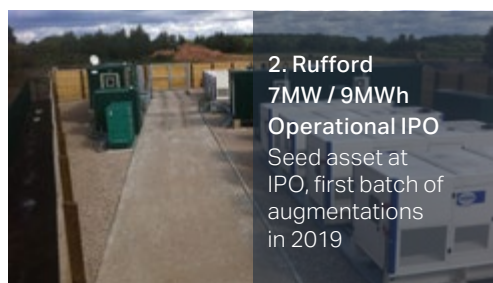 2. Rufford
7MW / 9MWh
Operational IPO
Seed asset at
IPO, first batch of
augmentations
in 2019